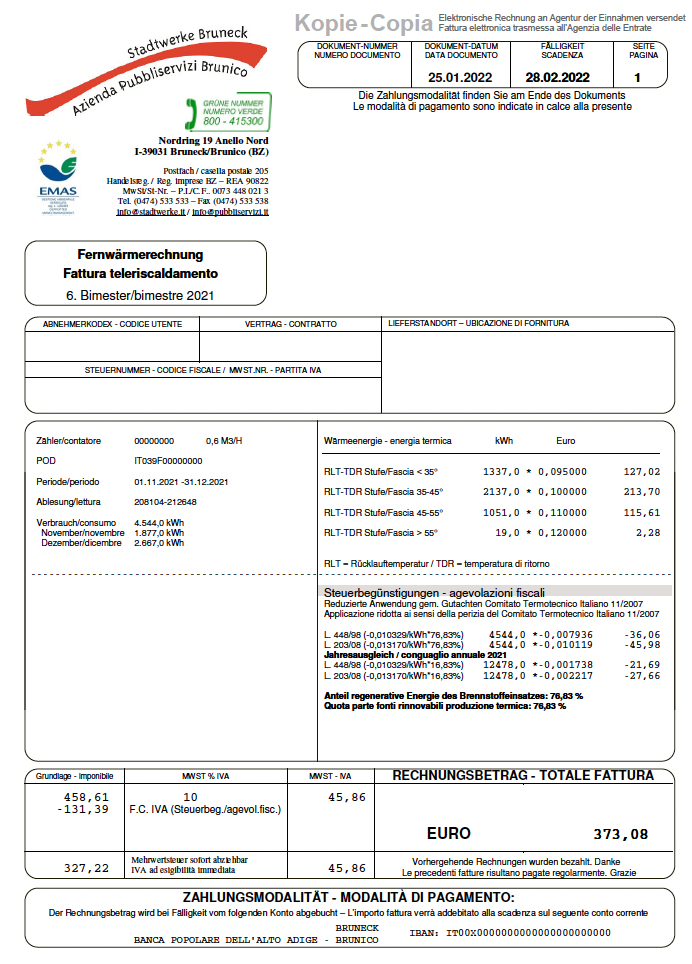 Kopie-Copia
Elektronische Rechnung an Agentur der Einnahmen versendet
Fattura elettronica trasmessa all'Agenzia delle Entrate
Stadtwerke Bruneck
Azienda Pubbliservizi Brunico
DOKUMENT-NUMMER
NUMERO DOCUMENTO
DOKUMENT-DATUM
DATA DOCUMENTO
FÄLLIGKEIT
SCADENZA
SEITE
PAGINA
25.01.2022 28.02.2022 1
Die Zahlungsmodalität finden Sie am Ende des Dokuments
Le modalità di pagamento sono indicate in calce alla presente
GRÜNE NUMMER
NUMERO VERDE
800 - 415300
Nordring 19 Anello Nord
I-39031 Bruneck/Brunico (BZ)
EMAS
Postfach / casella postale 205
Handelsreg. / Reg. imprese BZ – REA 90822
MwSt/St-Nr. – P.I./C.F.. 0073 448 021 3
Tel. (0474) 533 533 – Fax (0474) 533 538
info@stadtwerke.it / info@pubbliservizi.it
Fernwärmerechnung
Fattura teleriscaldamento
6. Bimester/bimestre 2021
ABNEHMERKODEX - CODICE UTENTE VERTRAG - CONTRATTO LIEFERSTANDORT – UBICAZIONE DI FORNITURA
STEUERNUMMER - CODICE FISCALE / MWST.NR. - PARTITA IVA
Zähler/contatore 00000000 0,6 M3/H
POD IT039F00000000
Periode/periodo 01.11.2021 -31.12.2021
Ablesung/lettura 208104-212648
Verbrauch/consumo 4.544,0 kWh
November/novembre 1.877,0 kWh
Dezember/dicembre 2.667,0 kWh
Wärmeenergie - energia termica kWh Euro
RLT-TDR Stufe/Fascia < 35° 1337,0 * 0,095000 127,02
RLT-TDR Stufe/Fascia 35-45° 2137,0 * 0,100000 213,70
RLT-TDR Stufe/Fascia 45-55° 1051,0 * 0,110000 115,61
RLT-TDR Stufe/Fascia > 55° 19,0 * 0,120000 2,28
RLT = Rücklauftemperatur / TDR = temperatura di ritorno
Steuerbegünstigungen - agevolazioni fiscali
Reduzierte Anwendung gem. Gutachten Comitato Termotecnico Italiano 11/2007
Applicazione ridotta ai sensi della perizia del Comitato Termotecnico Italiano 11/2007
L. 448/98 (-0,010329/kWh*76,83%) 4544,0 *-0,007936 -36,06
L. 203/08 (-0,013170/kWh*76,83%) 4544,0 *-0,010119 -45,98
Jahresausgleich / conguaglio annuale 2021
L. 448/98 (-0,010329/kWh*16,83%) 12478,0 *-0,001738 -21,69
L. 203/08 (-0,013170/kWh*16,83%) 12478,0 *-0,002217 -27,66
Anteil regenerative Energie des Brennstoffeinsatzes: 76,83 %
Quota parte fonti rinnovabili produzione termica: 76,83 %
Grundlage - Imponibile MWST % IVA MWST - IVA RECHNUNGSBETRAG - TOTALE FATTURA
458,61 10 45,86
-131,39 F.C. IVA (Steuerbeg./agevol.fisc.)
EURO 373,08
327,22 Mehrwertsteuer sofort abziehbar
IVA ad esigibilità immediata 45,86
Vorhergehende Rechnungen wurden bezahlt. Danke
Le precedenti fatture risultano pagate regolarmente. Grazie
ZAHLUNGSMODALITÄT - MODALITÀ DI PAGAMENTO:
Der Rechnungsbetrag wird bei Fälligkeit vom folgenden Konto abgebucht – L'importo fattura verrà addebitato alla scadenza sul seguente conto corrente
BRUNECK
BANCA POPOLARE DELL'ALTO ADIGE - BRUNICO
IBAN: IT00X0000000000000000000000